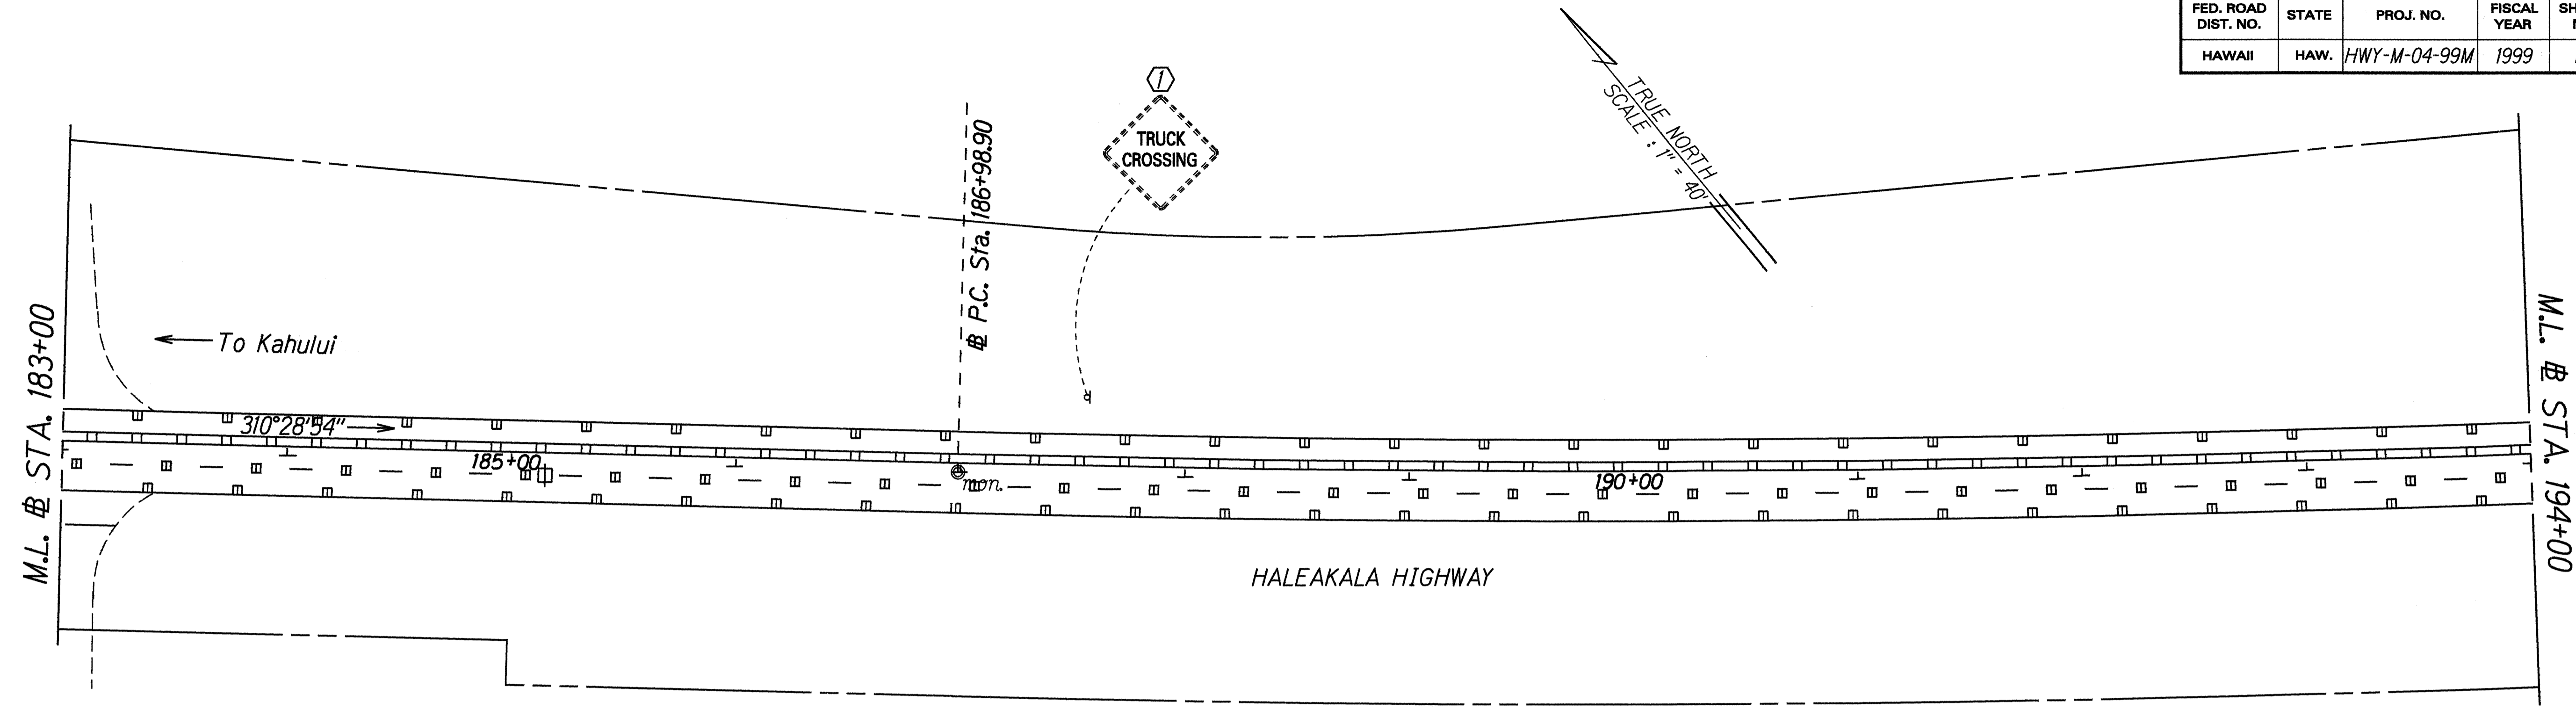 FED. ROAD DIST. NO.
STATE
PROJ. NO.
FISCAL YEAR
HAWAII
HAW.
HWY-M-04-99M
1999
1
TRUCK
CROSSING
TRUE NORTH
SCALE : 1" = 40'
P.C. Sta. 186+98.90
To Kahului
M.L. STA. 183+00
310°28'54"
185+00
mon.
190+00
HALEAKALA HIGHWAY
M.L. STA. 194+00